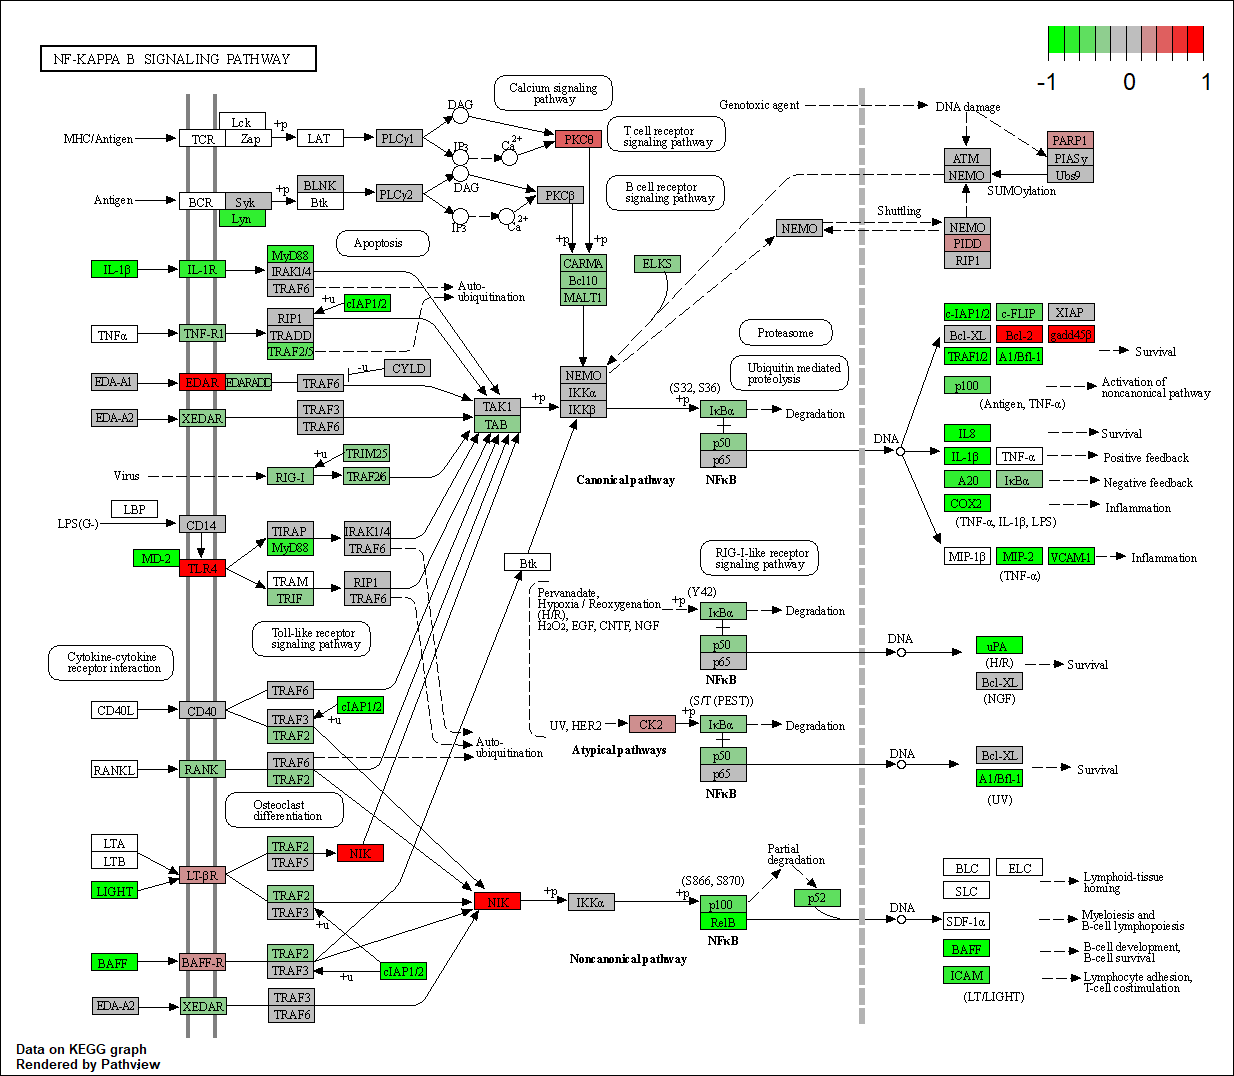 NF-KAPPA B SIGNALING PATHWAY
-1 0 1
Calcium signaling
pathway
DAG
Genotoxic agent
DNA damage
MHC/Antigen
TCR
Lck
Zap
+p
LAT
PLCγ1
IP3
Ca2+
PKCθ
T cell receptor
signaling pathway
ATM
NEMO
PARP1
PIASy
Ubs9
SUMOylation
Antigen
BCR
Syk
Lyn
+p
BLNK
Btk
PLCγ2
DAG
IP3
Ca2+
PKCβ
B cell receptor
signaling pathway
Shuttling
NEMO
NEMO
PIDD
RIP1
Apoptosis
+p
+p
IL-1β
IL-1R
MyD88
IRAK1/4
TRAF6
Auto-
ubiquitination
CARMA
Bcl10
MALT1
ELKS
+u
cIAP1/2
TNFα
TNF-R1
RIP1
TRADD
TRAF2/5
Proteasome
Ubiquitin mediated
proteolysis
c-IAP1/2
c-FLIP
XIAP
Bcl-XL
Bcl-2
gadd45β
TRAF1/2
A1/Bfl-1
Survival
EDA-A1
EDAR
EDARADD
TRAF6
-u
CYLD
NEMO
IKKα
IKKβ
(S32, S36)
+p
IκBα
Degradation
p100
Activation of
noncanonical pathway
(Antigen, TNF-α)
EDA-A2
XEDAR
TRAF3
TRAF6
TAK1
TAB
+p
p50
p65
NFκB
DNA
IL8
Survival
IL-1β
TNF-α
Positive feedback
Virus
RIG-I
+u
TRIM25
TRAF2/6
Canonical pathway
A20
IκBα
Negative feedback
COX2
Inflammation
(TNF-α, IL-1β, LPS)
LBP
LPS(G-)
CD14
MD-2
TLR4
TIRAP
MyD88
IRAK1/4
TRAF6
TRAM
TRIF
RIP1
TRAF6
Btk
RIG-I-like receptor
signaling pathway
MIP-1β
MIP-2
VCAM-1
Inflammation
(TNF-α)
Pervanadate,
Hypoxia / Reoxygenation
(H/R),
H2O2, EGF, CNTF, NGF
+p
(Y42)
IκBα
Degradation
p50
p65
NFκB
DNA
uPA
(H/R)
Survival
Bcl-XL
(NGF)
Toll-like receptor
signaling pathway
Cytokine-cytokine
receptor interaction
CD40L
CD40
TRAF6
TRAF3
TRAF2
+u
cIAP1/2
Auto-
ubiquitination
UV, HER2
CK2
+p
(S/T (PEST))
IκBα
Degradation
Atypical pathways
p50
p65
NFκB
DNA
Bcl-XL
A1/Bfl-1
Survival
(UV)
RANKL
RANK
TRAF6
TRAF2
Osteoclast
differentiation
LTA
LTB
LIGHT
LT-βR
TRAF2
TRAF5
NIK
TRAF2
TRAF3
+u
NIK
+p
IKKα
+p
(S866, S870)
p100
RelB
NFκB
Partial
degradation
p52
DNA
BLC
ELC
SLC
Lymphoid-tissue
homing
SDF-1α
Myeloiesis and
B-cell lymphopoiesis
BAFF
B-cell development,
B-cell survival
ICAM
Lymphocyte adhesion,
T-cell costimulation
(LT/LIGHT)
BAFF
BAFF-R
TRAF2
TRAF3
+u
cIAP1/2
Noncanonical pathway
EDA-A2
XEDAR
TRAF3
TRAF6
Data on KEGG graph
Rendered by Pathview